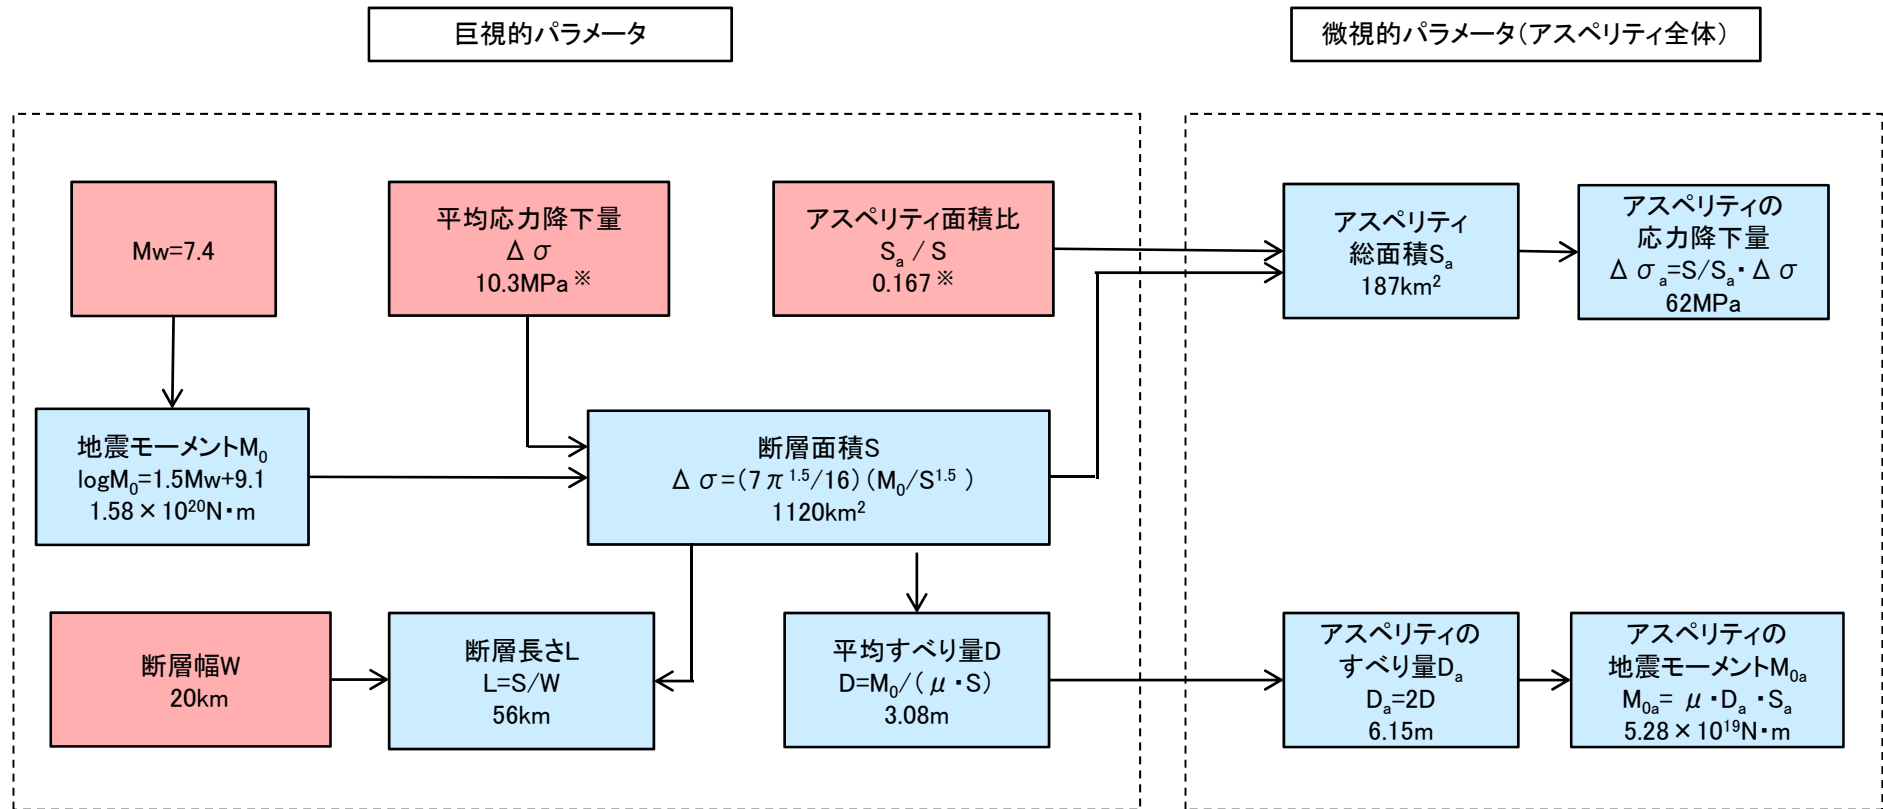 巨視的パラメータ
微視的パラメータ(アスペリティ全体)
Mw=7.4
平均応力降下量
Δσ
10.3MPa※
アスペリティ面積比
Sa/S
0.167※
アスペリティ
総面積Sa
187km²
アスペリティの
応力降下量
Δσa=S/Sa・Δσ
62MPa
地震モーメントM₀
logM₀=1.5Mw+9.1
1.58×10²⁰N・m
断層面積S
Δσ=(7π¹·⁵/16)(M₀/S¹·⁵)
1120km²
断層幅W
20km
断層長さL
L=S/W
56km
平均すべり量D
D=M₀/(μ・S)
3.08m
アスペリティの
すべり量Da
Da=2D
6.15m
アスペリティの
地震モーメントM₀a
M₀a=μ・Da・Sa
5.28×10¹⁹N・m